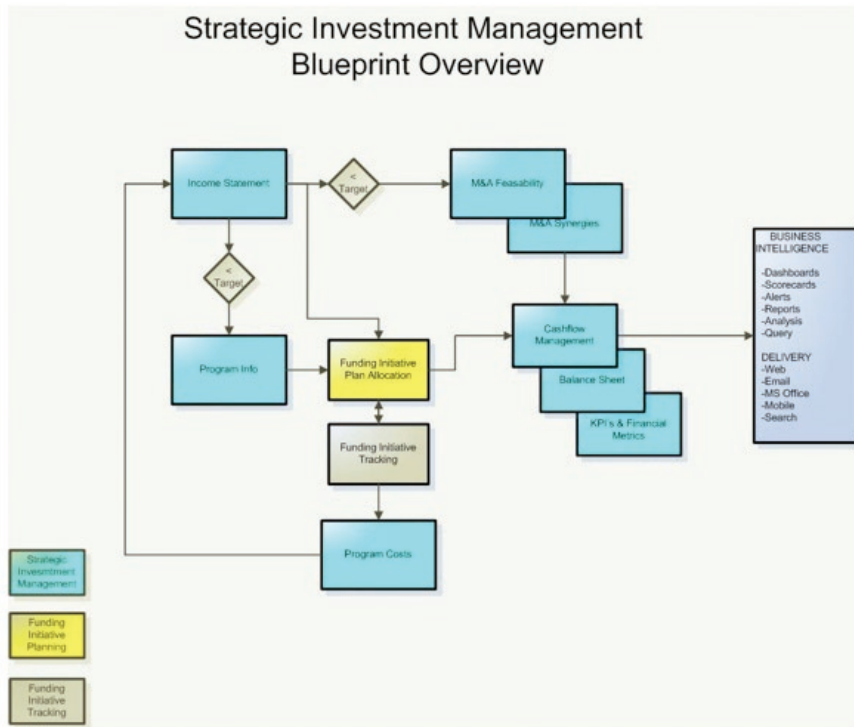 Strategic Investment Management
Blueprint Overview
Income Statement
<
Target
M&A Feasability
M&A Synergies
<
Target
Program Info
Funding Initiative
Plan Allocation
Cashflow
Management
Balance Sheet
KPI's & Financial
Metrics
BUSINESS
INTELLIGENCE
-Dashboards
-Scorecards
-Alerts
-Reports
-Analysis
-Query
DELIVERY
-Web
-Email
-MS Office
-Mobile
-Search
Funding Initiative
Tracking
Program Costs
Strategic
Invesmtment
Management
Funding
Initiative
Planning
Funding
Initiative
Tracking